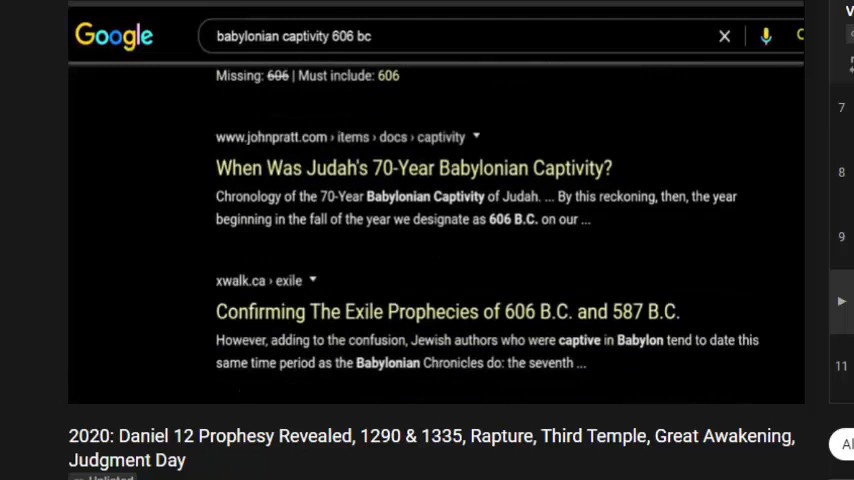 Google
babylonian captivity 606 bc
Missing: 606 | Must include: 606
www.johnpratt.com › items › docs › captivity
When Was Judah's 70-Year Babylonian Captivity?
Chronology of the 70-Year Babylonian Captivity of Judah. ... By this reckoning, then, the year
beginning in the fall of the year we designate as 606 B.C. on our ...
xwalk.ca › exile
Confirming The Exile Prophecies of 606 B.C. and 587 B.C.
However, adding to the confusion, Jewish authors who were captive in Babylon tend to date this
same time period as the Babylonian Chronicles do: the seventh ...
7
8
9
11
2020: Daniel 12 Prophesy Revealed, 1290 & 1335, Rapture, Third Temple, Great Awakening,
Judgment Day
Unlisted